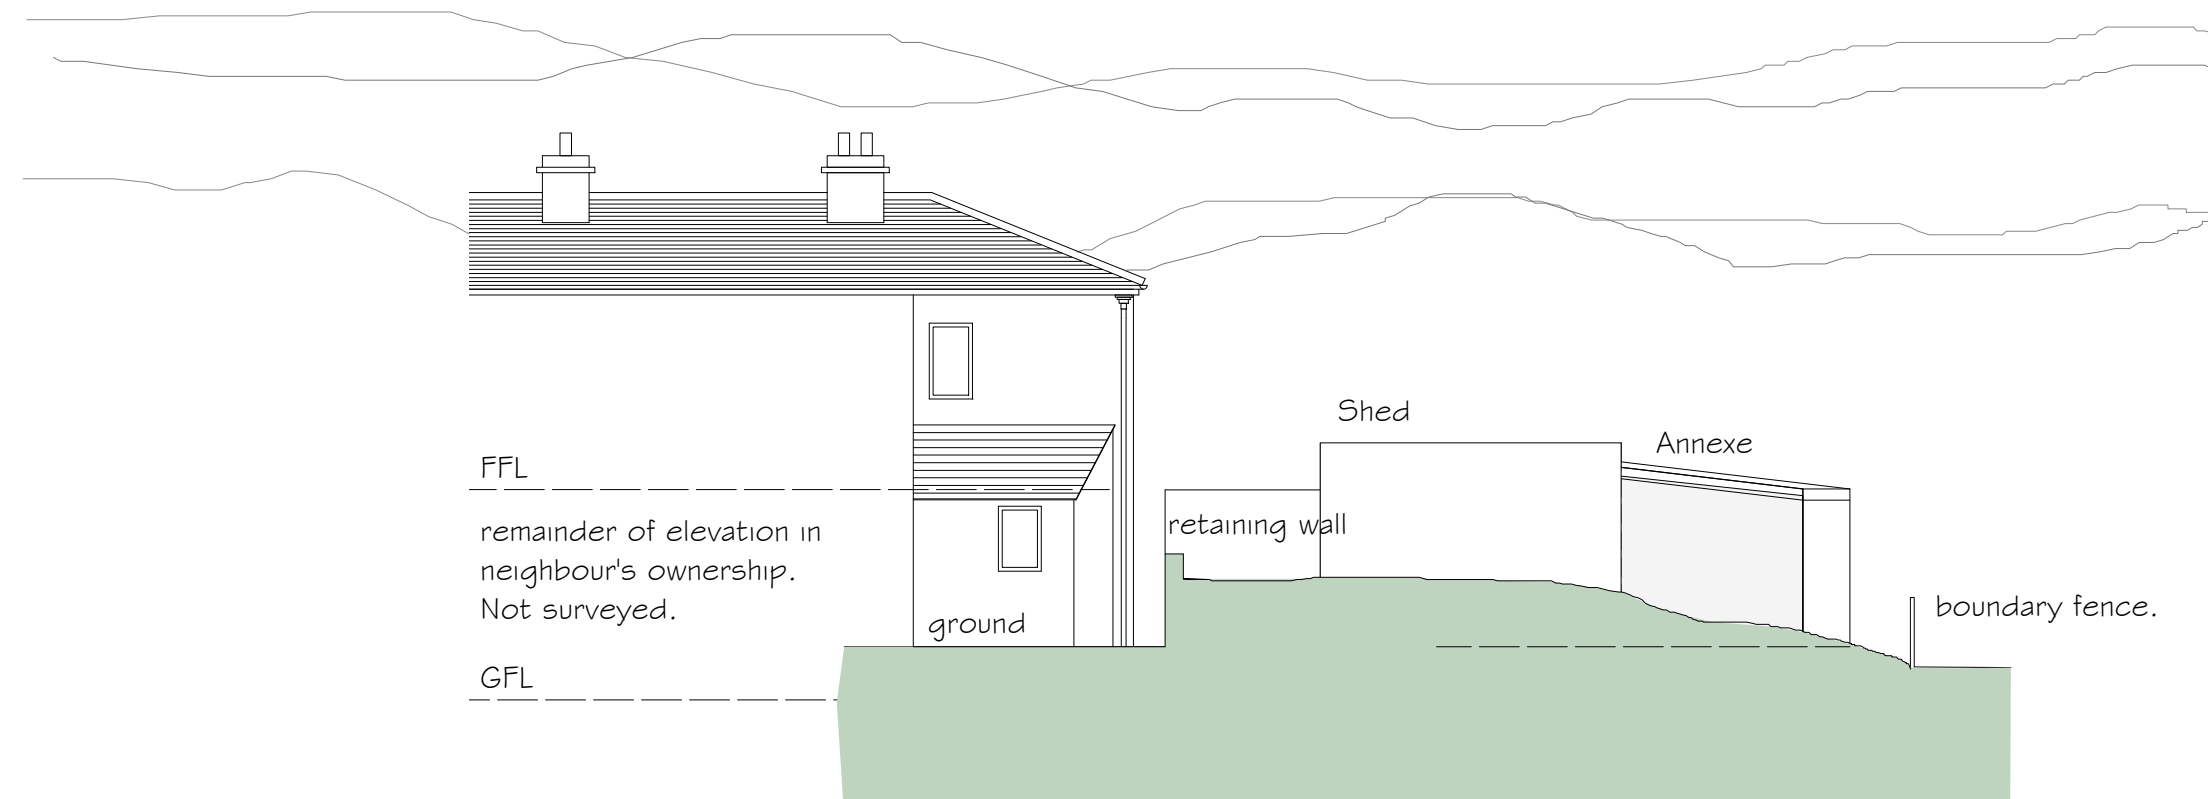 Shed
Annexe
FFL
retaining wall
remainder of elevation in
neighbour's ownership.
Not surveyed.
boundary fence.
ground
GFL